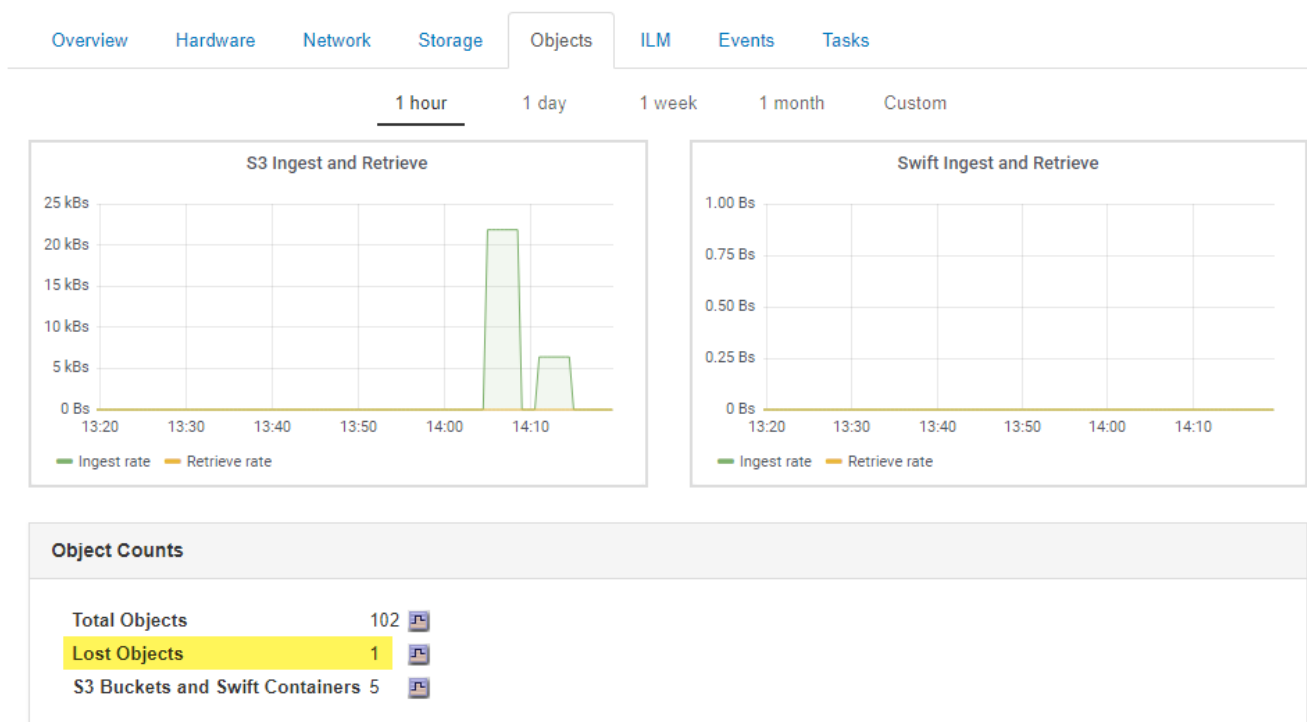 Overview Hardware Network Storage Objects ILM Events Tasks
1 hour 1 day 1 week 1 month Custom
S3 Ingest and Retrieve
25 kBs
20 kBs
15 kBs
10 kBs
5 kBs
0 Bs
13:20 13:30 13:40 13:50 14:00 14:10
Ingest rate Retrieve rate
Swift Ingest and Retrieve
1.00 Bs
0.75 Bs
0.50 Bs
0.25 Bs
0 Bs
13:20 13:30 13:40 13:50 14:00 14:10
Ingest rate Retrieve rate
Object Counts
Total Objects 102
Lost Objects 1
S3 Buckets and Swift Containers 5